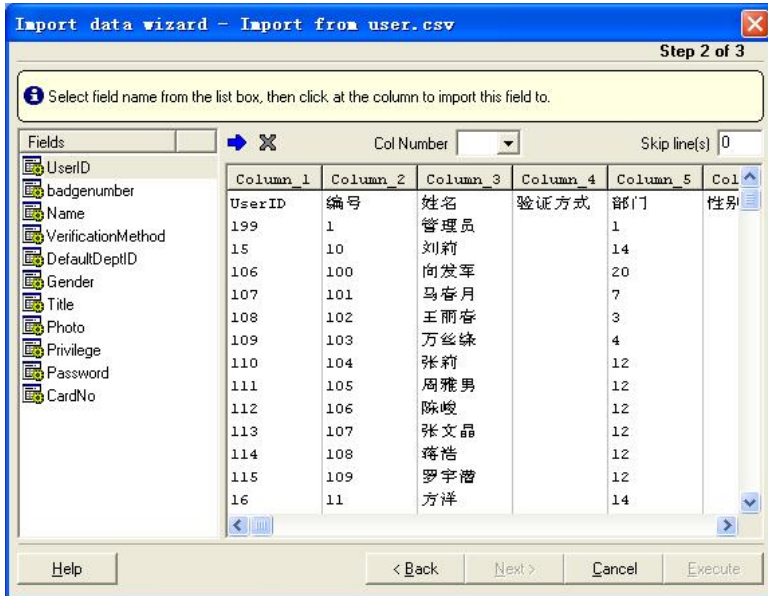 Import data wizard - Import from user.csv
Step 2 of 3
Select field name from the list box, then click at the column to import this field to.
Fields
Col Number
Skip line(s) 0
UserID
badgenumber
Name
VerificationMethod
DefaultDeptID
Gender
Title
Photo
Privilege
Password
CardNo
Column_1 Column_2 Column_3 Column_4 Column_5 Col
UserID 编号 姓名 验证方式 部门 性别
199 1 管理员 1
15 10 刘莉 14
106 100 向发军 20
107 101 马春月 7
108 102 王丽春 3
109 103 万丝绦 4
110 104 张莉 12
111 105 周雅男 12
112 106 陈峻 12
113 107 张文晶 12
114 108 蒋浩 12
115 109 罗宇 12
16 11 方洋 14
Help
< Back
Next >
Cancel
Execute